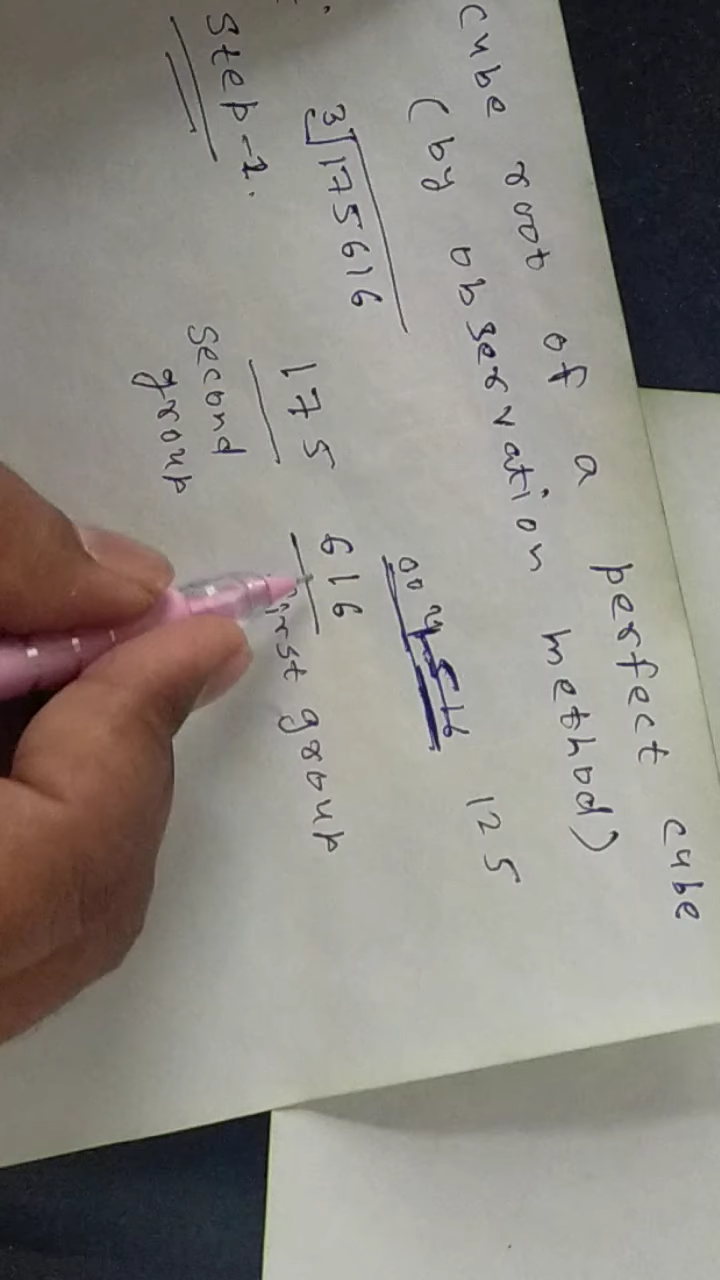 cube root of a perfect cube
(by observation method)
125
∛175616
175 616
second group
first group
Step-1.